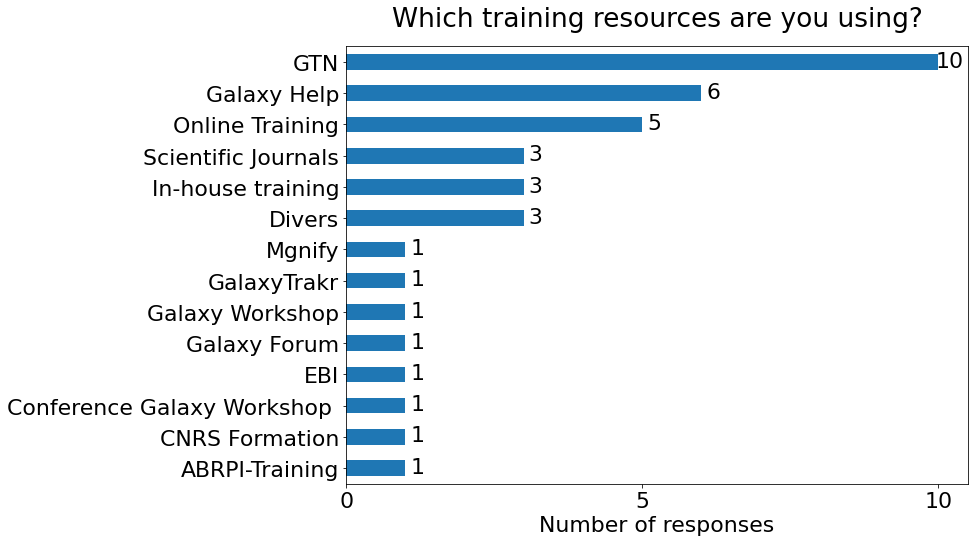 Which training resources are you using?
GTN 10
Galaxy Help 6
Online Training 5
Scientific Journals 3
In-house training 3
Divers 3
Mgnify 1
GalaxyTrakr 1
Galaxy Workshop 1
Galaxy Forum 1
EBI 1
Conference Galaxy Workshop 1
CNRS Formation 1
ABRPI-Training 1
0 5 10
Number of responses